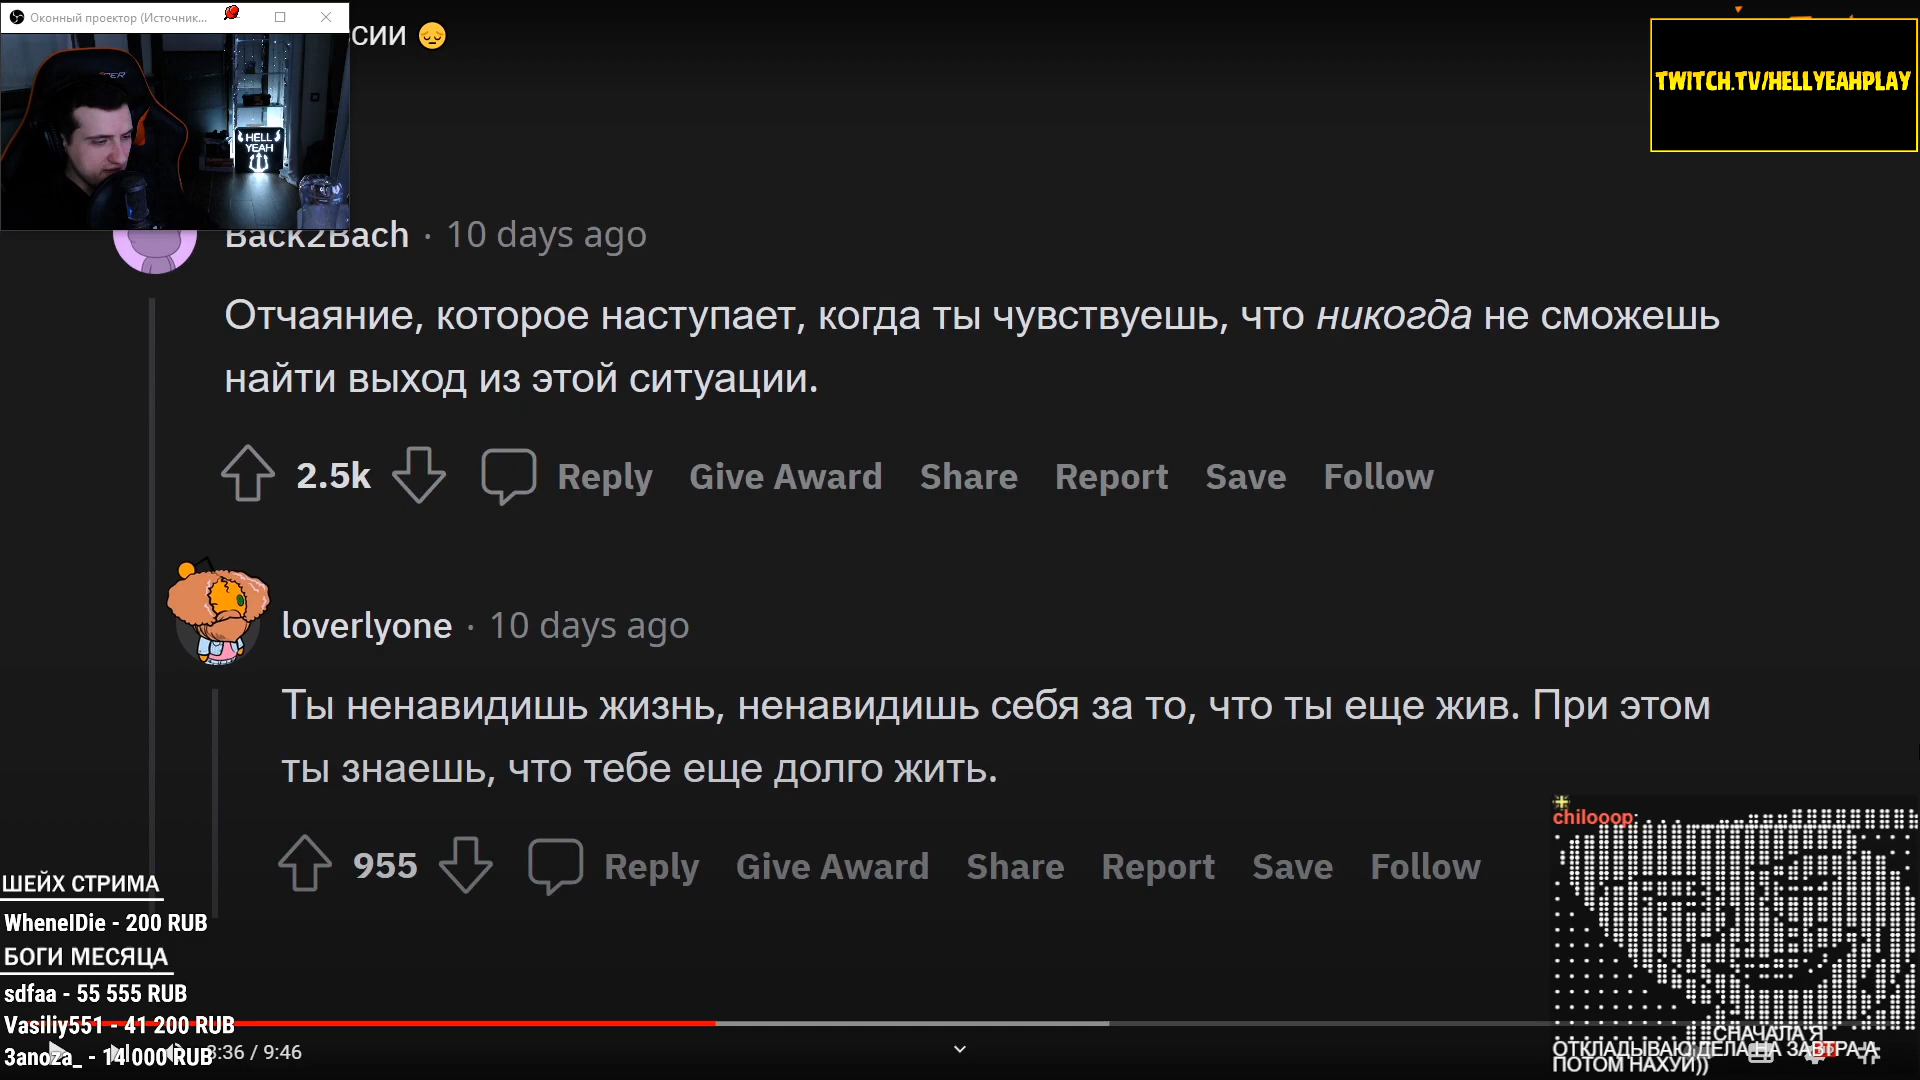 Оконный проектор (Источник...
СИИ 😔
TWITCH.TV/HELLYEAHPLAY
HELL
YEAH
Back2Bach · 10 days ago
Отчаяние, которое наступает, когда ты чувствуешь, что никогда не сможешь
найти выход из этой ситуации.
2.5k Reply Give Award Share Report Save Follow
loverlyone · 10 days ago
Ты ненавидишь жизнь, ненавидишь себя за то, что ты еще жив. При этом
ты знаешь, что тебе еще долго жить.
955 Reply Give Award Share Report Save Follow
chilooop:
ШЕЙХ СТРИМА
WhenelDie - 200 RUB
БОГИ МЕСЯЦА
sdfaa - 55 555 RUB
Vasiliy551 - 41 200 RUB
3anoza_ - 14 000 RUB
3:36 / 9:46
СНАЧАЛА Я
ОТКЛАДЫВАЮ ДЕЛА НА ЗАВТРА А
ПОТОМ НАХУЙ))